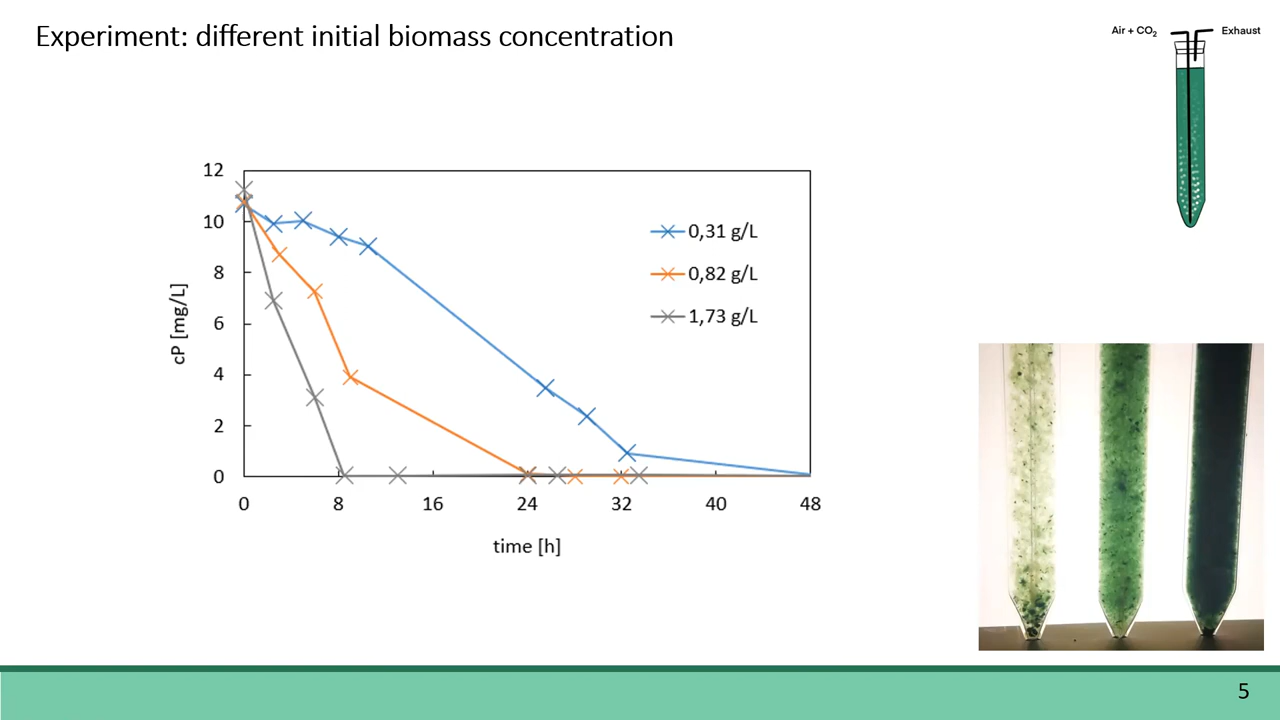 Experiment: different initial biomass concentration
Air + CO₂
Exhaust
12
10
8
6
4
2
0
cP [mg/L]
0,31 g/L
0,82 g/L
1,73 g/L
0 8 16 24 32 40 48
time [h]
5